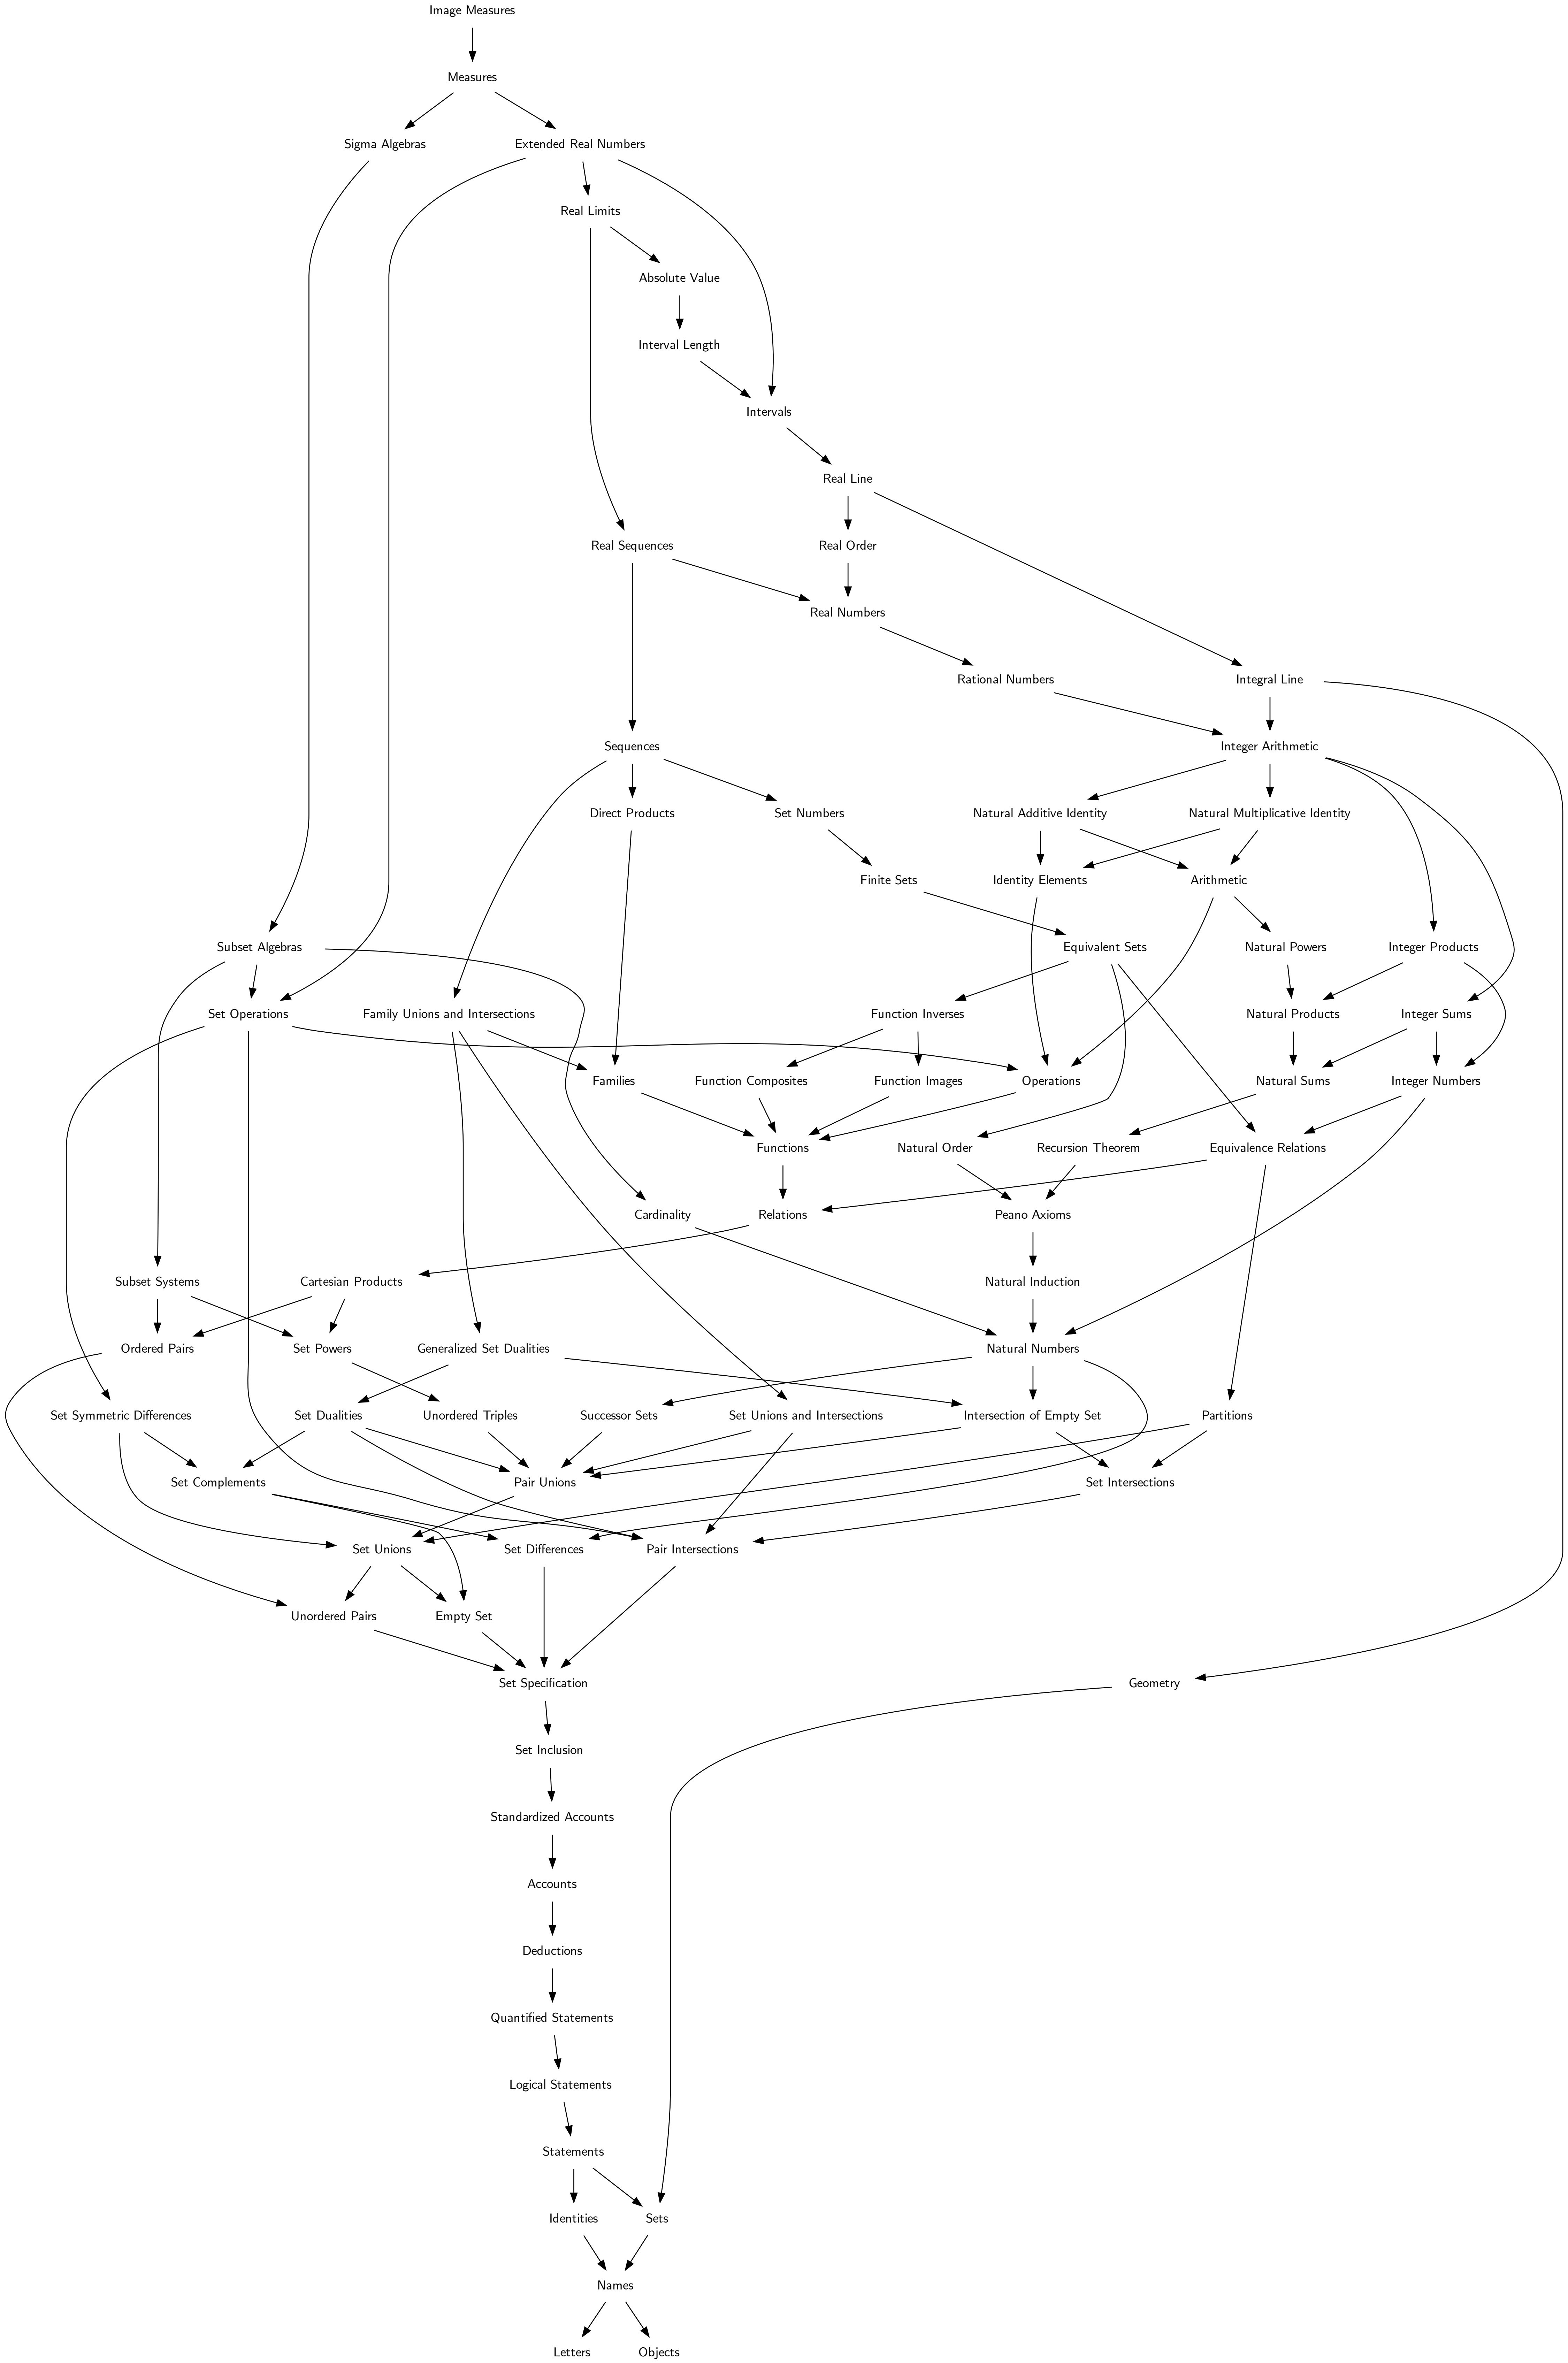 Image Measures
Measures
Sigma Algebras
Extended Real Numbers
Real Limits
Absolute Value
Interval Length
Intervals
Real Line
Real Sequences
Real Order
Real Numbers
Rational Numbers
Integral Line
Sequences
Integer Arithmetic
Direct Products
Set Numbers
Natural Additive Identity
Natural Multiplicative Identity
Finite Sets
Identity Elements
Arithmetic
Subset Algebras
Equivalent Sets
Natural Powers
Integer Products
Set Operations
Family Unions and Intersections
Function Inverses
Natural Products
Integer Sums
Families
Function Composites
Function Images
Operations
Natural Sums
Integer Numbers
Functions
Natural Order
Recursion Theorem
Equivalence Relations
Cardinality
Relations
Peano Axioms
Subset Systems
Cartesian Products
Natural Induction
Ordered Pairs
Set Powers
Generalized Set Dualities
Natural Numbers
Set Symmetric Differences
Set Dualities
Unordered Triples
Successor Sets
Set Unions and Intersections
Intersection of Empty Set
Partitions
Set Complements
Pair Unions
Set Intersections
Set Unions
Set Differences
Pair Intersections
Unordered Pairs
Empty Set
Set Specification
Geometry
Set Inclusion
Standardized Accounts
Accounts
Deductions
Quantified Statements
Logical Statements
Statements
Identities
Sets
Names
Letters
Objects